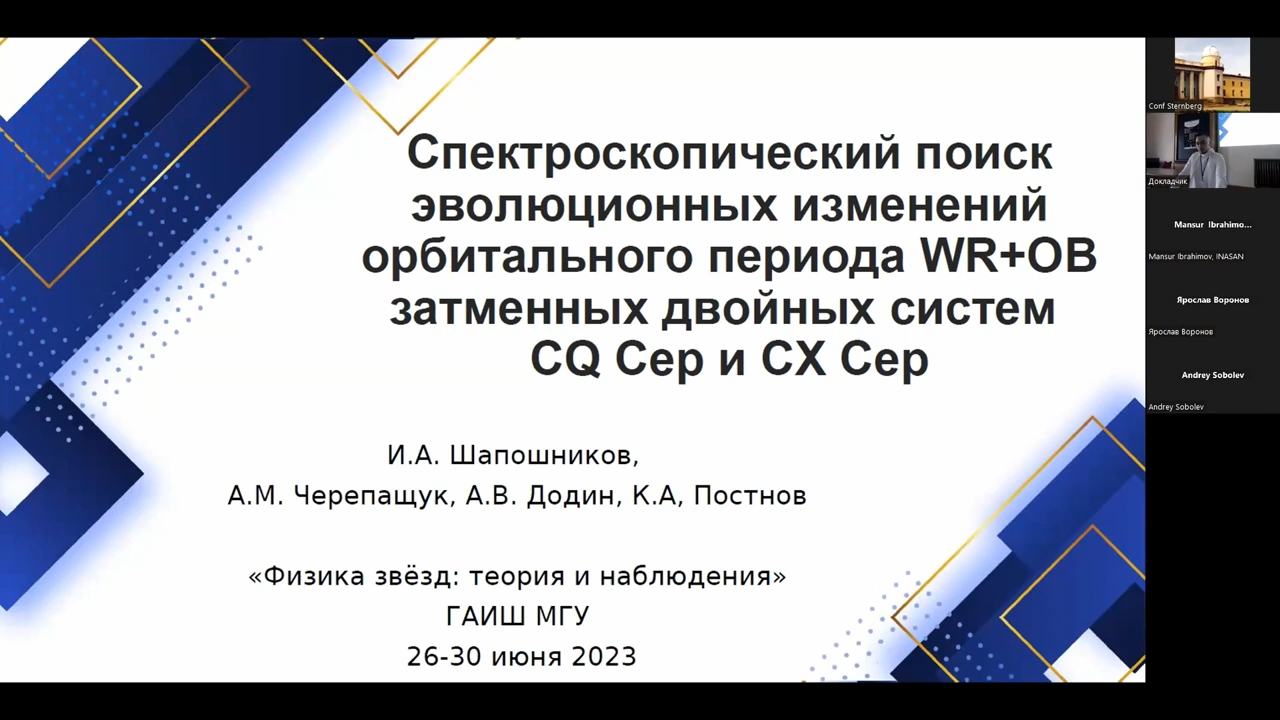 Спектроскопический поиск
эволюционных изменений
орбитального периода WR+OB
затменных двойных систем
CQ Cep и CX Cep
И.А. Шапошников,
А.М. Черепащук, А.В. Додин, К.А, Постнов
«Физика звёзд: теория и наблюдения»
ГАИШ МГУ
26-30 июня 2023
Conf Sternberg
Докладчик
Mansur Ibrahimo...
Mansur Ibrahimov, INASAN
Ярослав Воронов
Ярослав Воронов
Andrey Sobolev
Andrey Sobolev